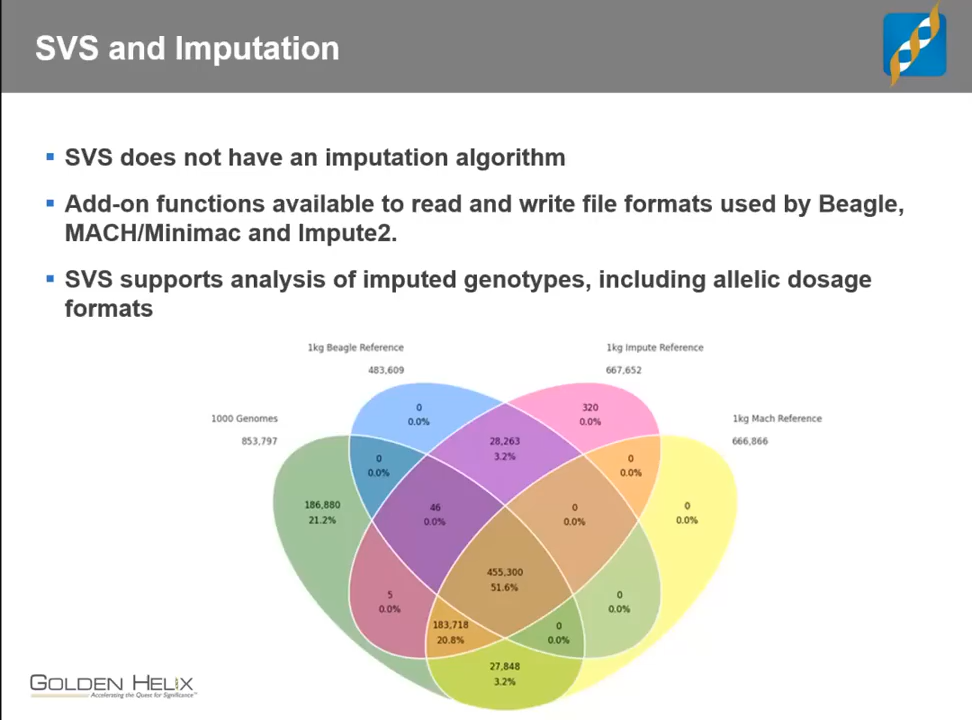 SVS and Imputation
SVS does not have an imputation algorithm
Add-on functions available to read and write file formats used by Beagle,
MACH/Minimac and Impute2.
SVS supports analysis of imputed genotypes, including allelic dosage
formats
1kg Beagle Reference
483,609
1kg Impute Reference
667,652
1000 Genomes
853,797
1kg Mach Reference
666,866
0
0.0%
320
0.0%
28,263
3.2%
0
0.0%
0
0.0%
186,880
21.2%
46
0.0%
0
0.0%
0
0.0%
455,300
51.6%
5
0.0%
0
0.0%
183,718
20.8%
0
0.0%
27,848
3.2%
GOLDEN HELIX
Accelerating the Quest for Significance™